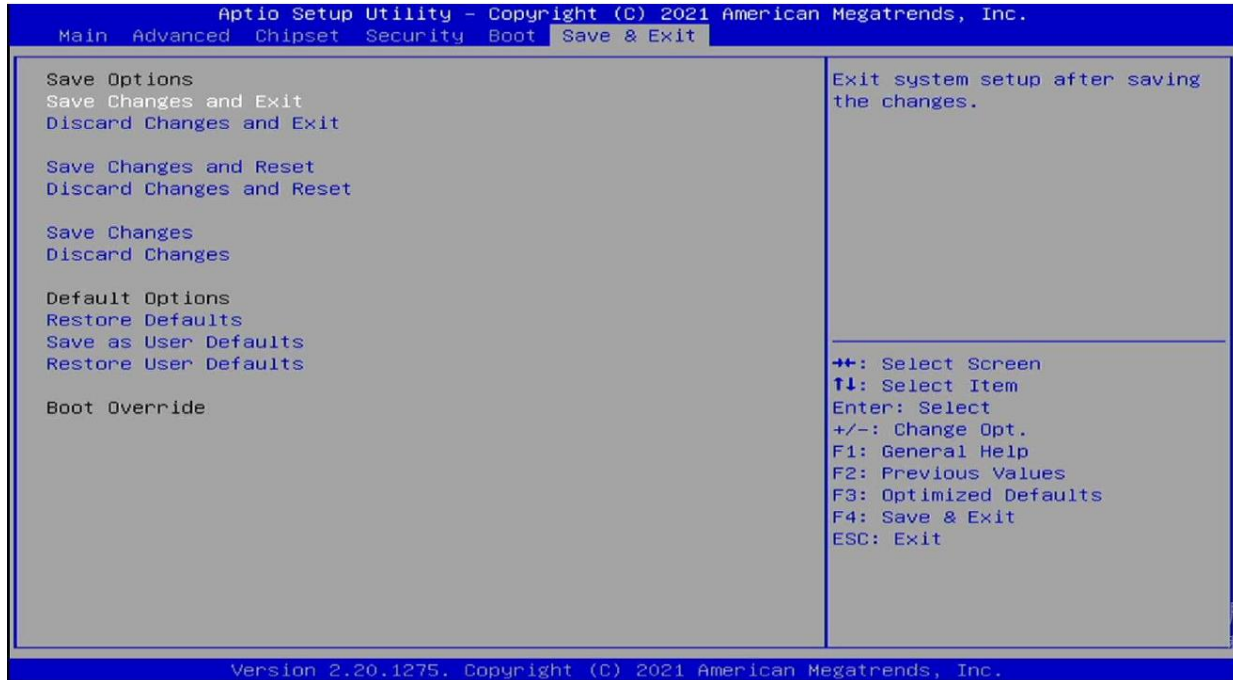 Aptio Setup Utility – Copyright (C) 2021 American Megatrends, Inc.
Main Advanced Chipset Security Boot Save & Exit
Save Options
Save Changes and Exit
Discard Changes and Exit
Save Changes and Reset
Discard Changes and Reset
Save Changes
Discard Changes
Default Options
Restore Defaults
Save as User Defaults
Restore User Defaults
Boot Override
Exit system setup after saving
the changes.
→←: Select Screen
↑↓: Select Item
Enter: Select
+/-: Change Opt.
F1: General Help
F2: Previous Values
F3: Optimized Defaults
F4: Save & Exit
ESC: Exit
Version 2.20.1275. Copyright (C) 2021 American Megatrends, Inc.